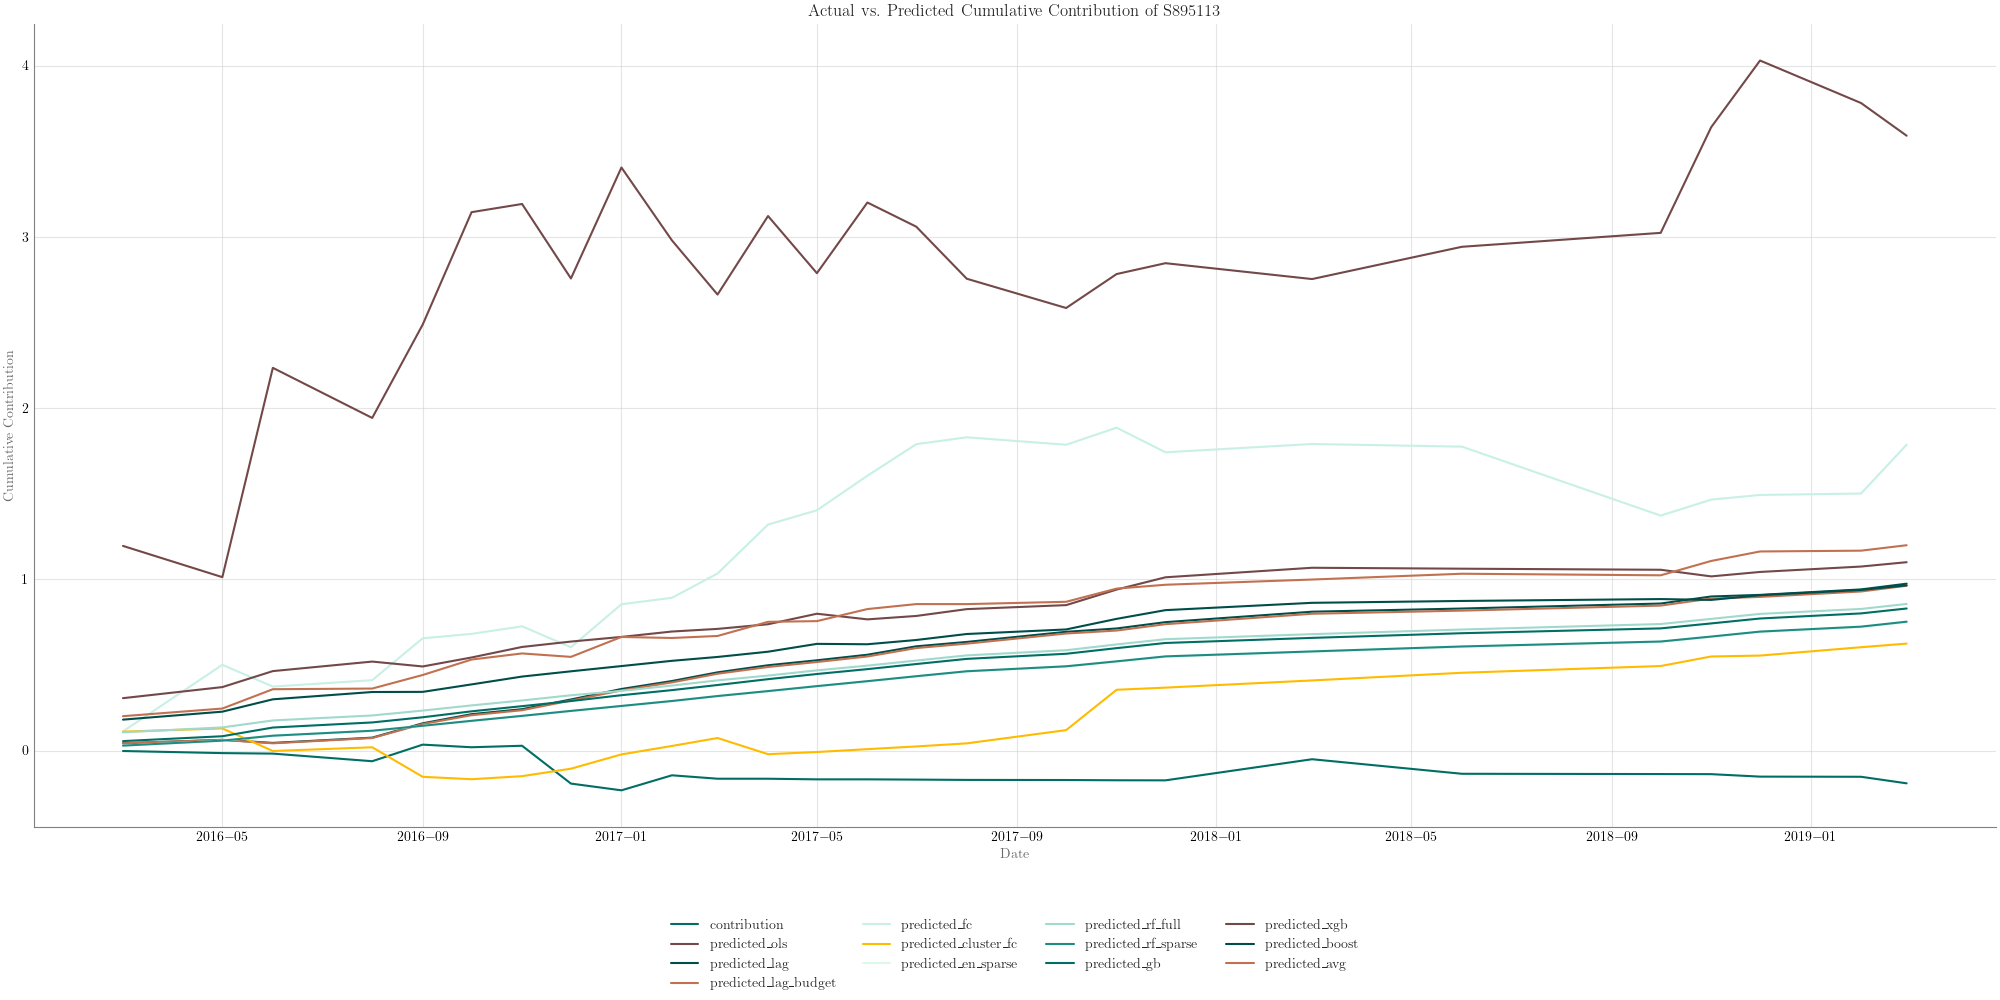 Actual vs. Predicted Cumulative Contribution of S895113
4
3
2
1
0
Cumulative Contribution
2016–05
2016–09
2017–01
2017–05
2017–09
2018–01
2018–05
2018–09
2019–01
Date
contribution
predicted_ols
predicted_lag
predicted_lag_budget
predicted_fc
predicted_cluster_fc
predicted_en_sparse
predicted_rf_full
predicted_rf_sparse
predicted_gb
predicted_xgb
predicted_boost
predicted_avg